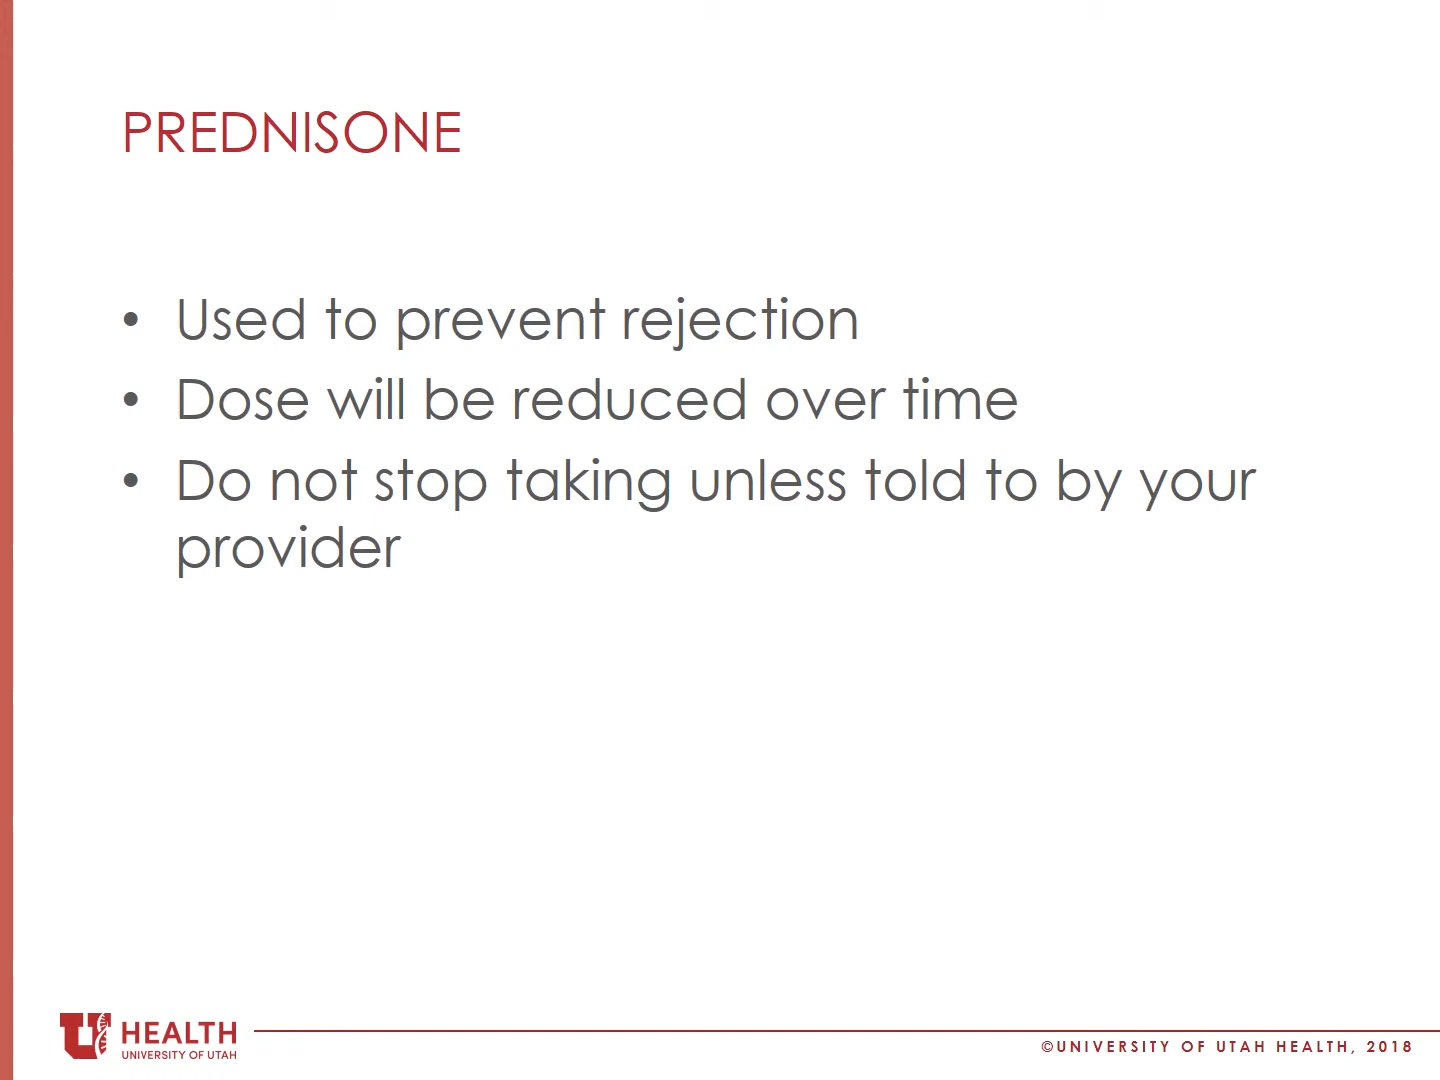 PREDNISONE
• Used to prevent rejection
• Dose will be reduced over time
• Do not stop taking unless told to by your
provider
HEALTH
UNIVERSITY OF UTAH
©UNIVERSITY OF UTAH HEALTH, 2018